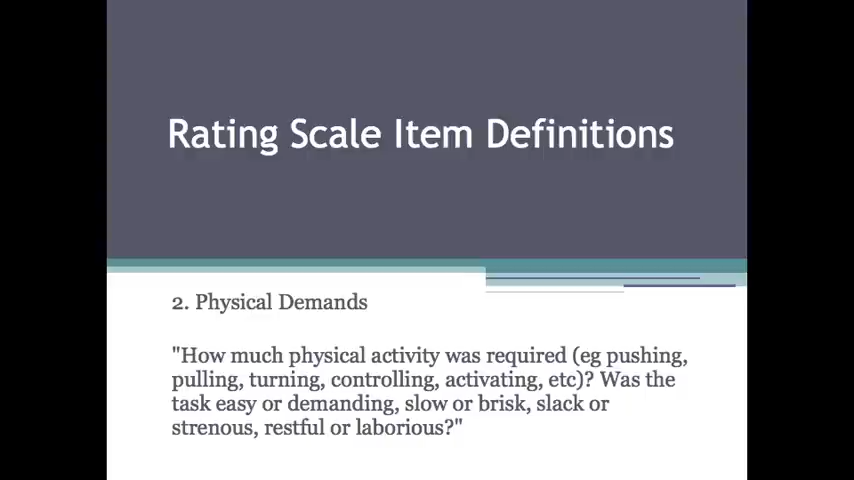 Rating Scale Item Definitions
2. Physical Demands
"How much physical activity was required (eg pushing,
pulling, turning, controlling, activating, etc)? Was the
task easy or demanding, slow or brisk, slack or
strenous, restful or laborious?"